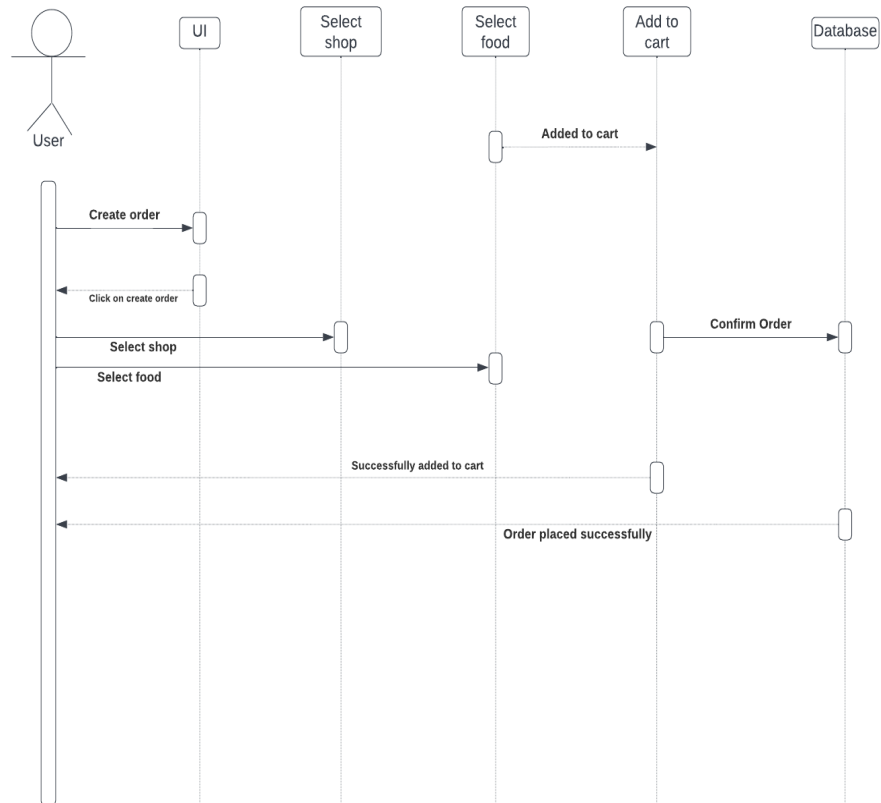 UI
Select
shop
Select
food
Add to
cart
Database
User
Added to cart
Create order
Click on create order
Confirm Order
Select shop
Select food
Successfully added to cart
Order placed successfully